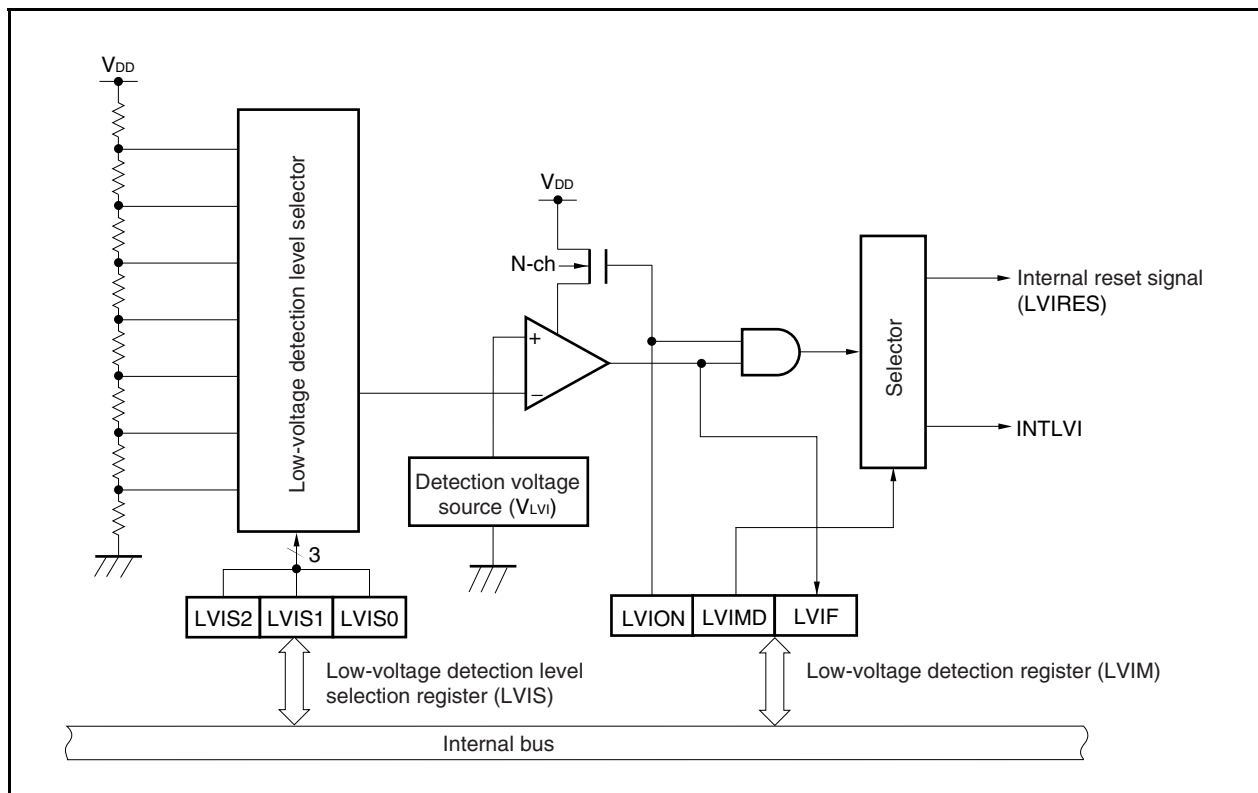 VDD
Low-voltage detection level selector
VDD
N-ch
+
−
Detection voltage
source (VLVI)
Selector
Internal reset signal
(LVIRES)
INTLVI
3
LVIS2 LVIS1 LVIS0
LVION LVIMD LVIF
Low-voltage detection level
selection register (LVIS)
Low-voltage detection register (LVIM)
Internal bus